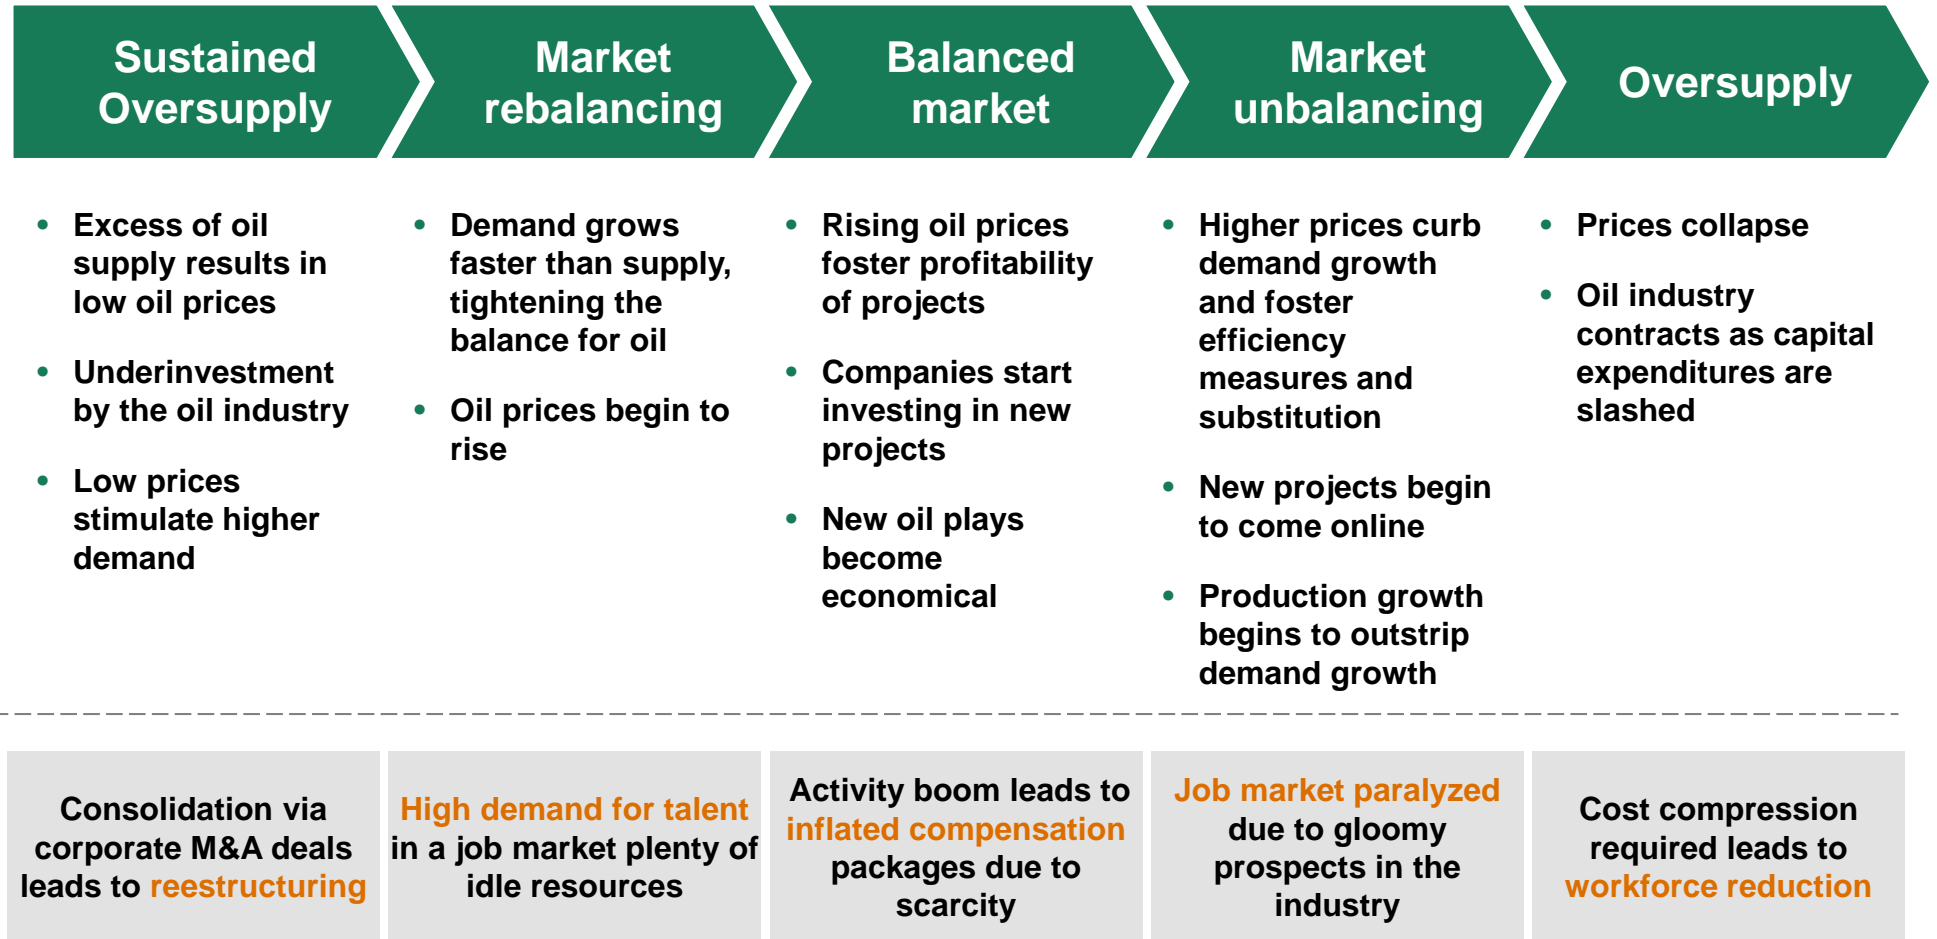 Sustained
Oversupply
Market
rebalancing
Balanced
market
Market
unbalancing
Oversupply
• Excess of oil
supply results in
low oil prices
• Underinvestment
by the oil industry
• Low prices
stimulate higher
demand
• Demand grows
faster than supply,
tightening the
balance for oil
• Oil prices begin to
rise
• Rising oil prices
foster profitability
of projects
• Companies start
investing in new
projects
• New oil plays
become
economical
• Higher prices curb
demand growth
and foster
efficiency
measures and
substitution
• New projects begin
to come online
• Production growth
begins to outstrip
demand growth
• Prices collapse
• Oil industry
contracts as capital
expenditures are
slashed
Consolidation via
corporate M&A deals
leads to reestructuring
High demand for talent
in a job market plenty of
idle resources
Activity boom leads to
inflated compensation
packages due to
scarcity
Job market paralyzed
due to gloomy
prospects in the
industry
Cost compression
required leads to
workforce reduction